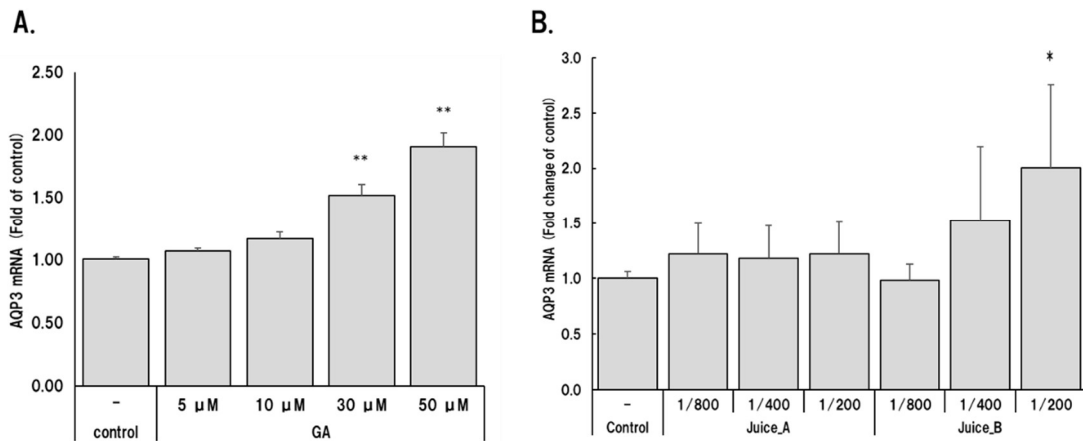 A.
AQP3 mRNA (Fold of control)
2.50
2.00
1.50
1.00
0.50
0.00
**
**
- 5 μM 10 μM 30 μM 50 μM
control GA
B.
AQP3 mRNA (Fold change of control)
3.0
2.5
2.0
1.5
1.0
0.5
0.0
*
- 1/800 1/400 1/200 1/800 1/400 1/200
Control Juice_A Juice_B